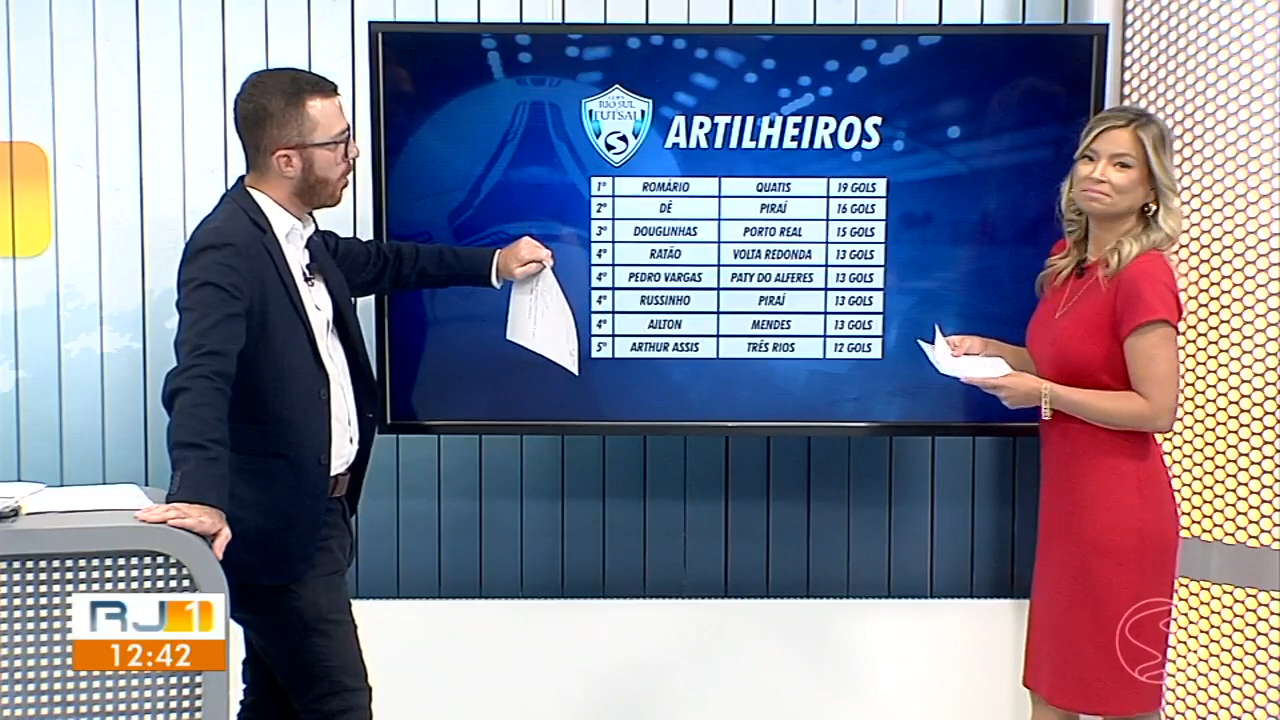 COPA
RIO SUL
FUTSAL
S
ARTILHEIROS
1º ROMÁRIO QUATIS 19 GOLS
2º DÊ PIRAÍ 16 GOLS
3º DOUGLINHAS PORTO REAL 15 GOLS
4º RATÃO VOLTA REDONDA 13 GOLS
4º PEDRO VARGAS PATY DO ALFERES 13 GOLS
4º RUSSINHO PIRAÍ 13 GOLS
4º AILTON MENDES 13 GOLS
5º ARTHUR ASSIS TRÊS RIOS 12 GOLS
RJ1
12:42